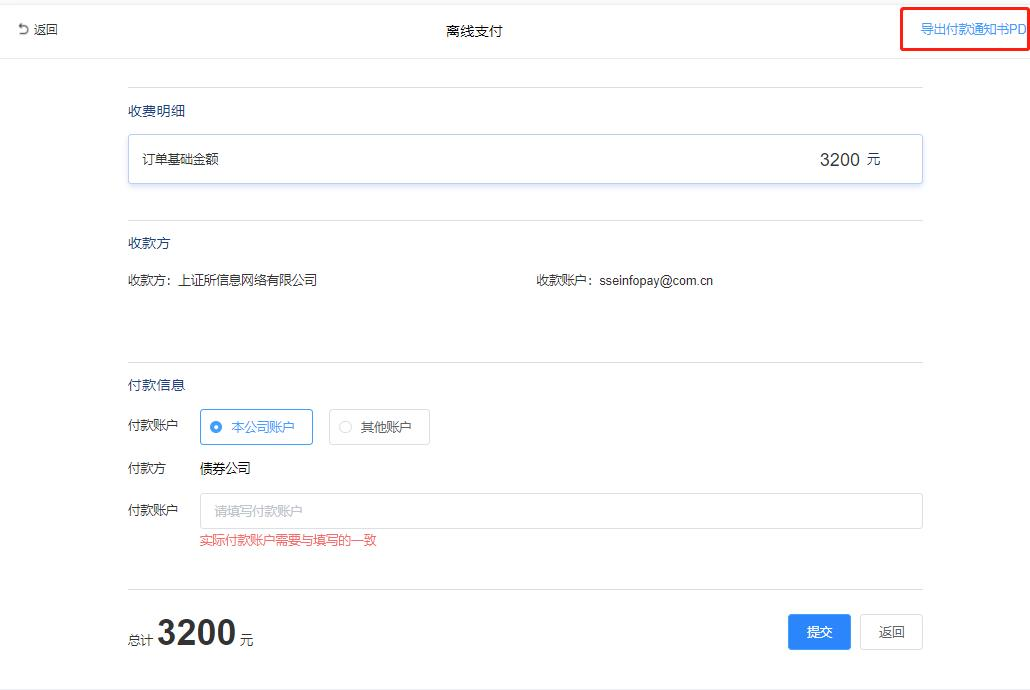 返回
离线支付
导出付款通知书PD
收费明细
订单基础金额 3200 元
收款方
收款方：上证所信息网络有限公司 收款账户：sseinfopay@com.cn
付款信息
付款账户 本公司账户 其他账户
付款方 债券公司
付款账户 请填写付款账户
实际付款账户需要与填写的一致
总计 3200 元 提交 返回